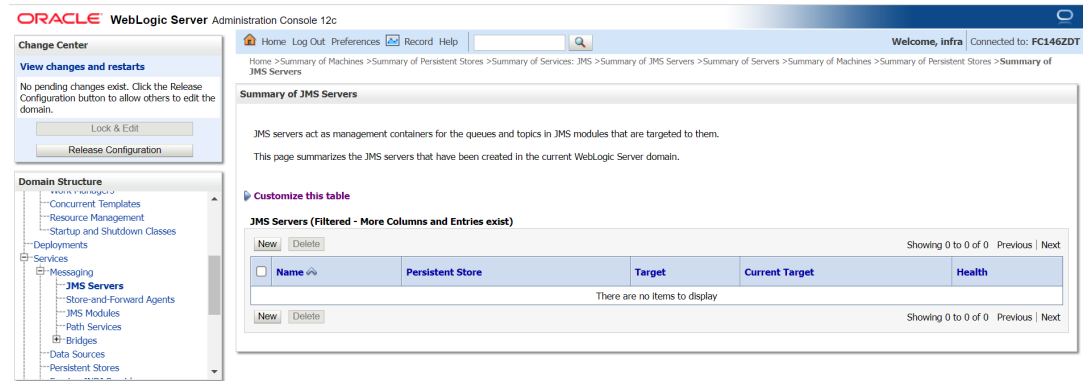 ORACLE WebLogic Server Administration Console 12c
Change Center
View changes and restarts
No pending changes exist. Click the Release
Configuration button to allow others to edit the
domain.
Lock & Edit
Release Configuration
Domain Structure
Work Managers
Concurrent Templates
Resource Management
Startup and Shutdown Classes
Deployments
Services
Messaging
JMS Servers
Store-and-Forward Agents
JMS Modules
Path Services
Bridges
Data Sources
Persistent Stores
Home Log Out Preferences Record Help
Welcome, infra Connected to: FC146ZDT
Home >Summary of Machines >Summary of Persistent Stores >Summary of Services: JMS >Summary of JMS Servers >Summary of Servers >Summary of Machines >Summary of Persistent Stores >Summary of
JMS Servers
Summary of JMS Servers
JMS servers act as management containers for the queues and topics in JMS modules that are targeted to them.
This page summarizes the JMS servers that have been created in the current WebLogic Server domain.
Customize this table
JMS Servers (Filtered - More Columns and Entries exist)
New Delete Showing 0 to 0 of 0 Previous | Next
Name Persistent Store Target Current Target Health
There are no items to display
New Delete Showing 0 to 0 of 0 Previous | Next